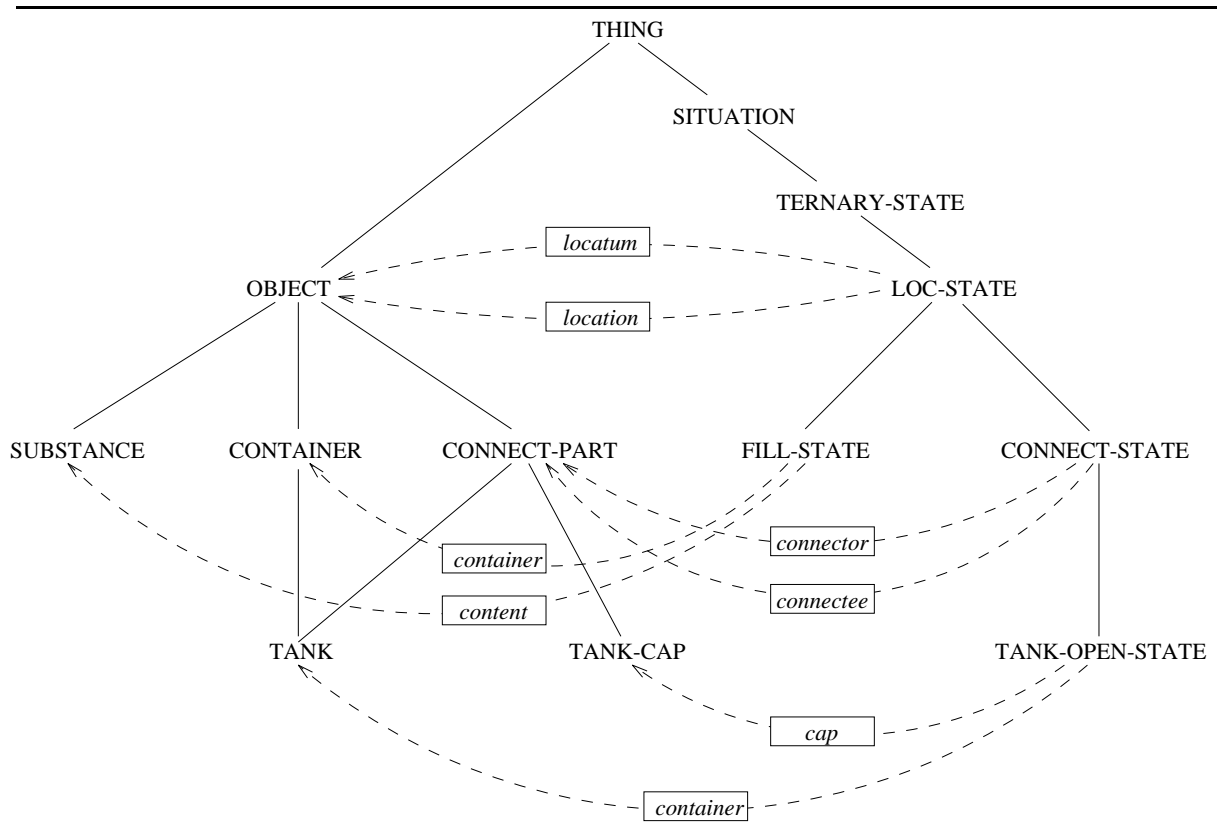 THING
SITUATION
TERNARY-STATE
locatum
OBJECT
LOC-STATE
location
SUBSTANCE
CONTAINER
CONNECT-PART
FILL-STATE
CONNECT-STATE
connector
container
connectee
content
TANK
TANK-CAP
TANK-OPEN-STATE
cap
container